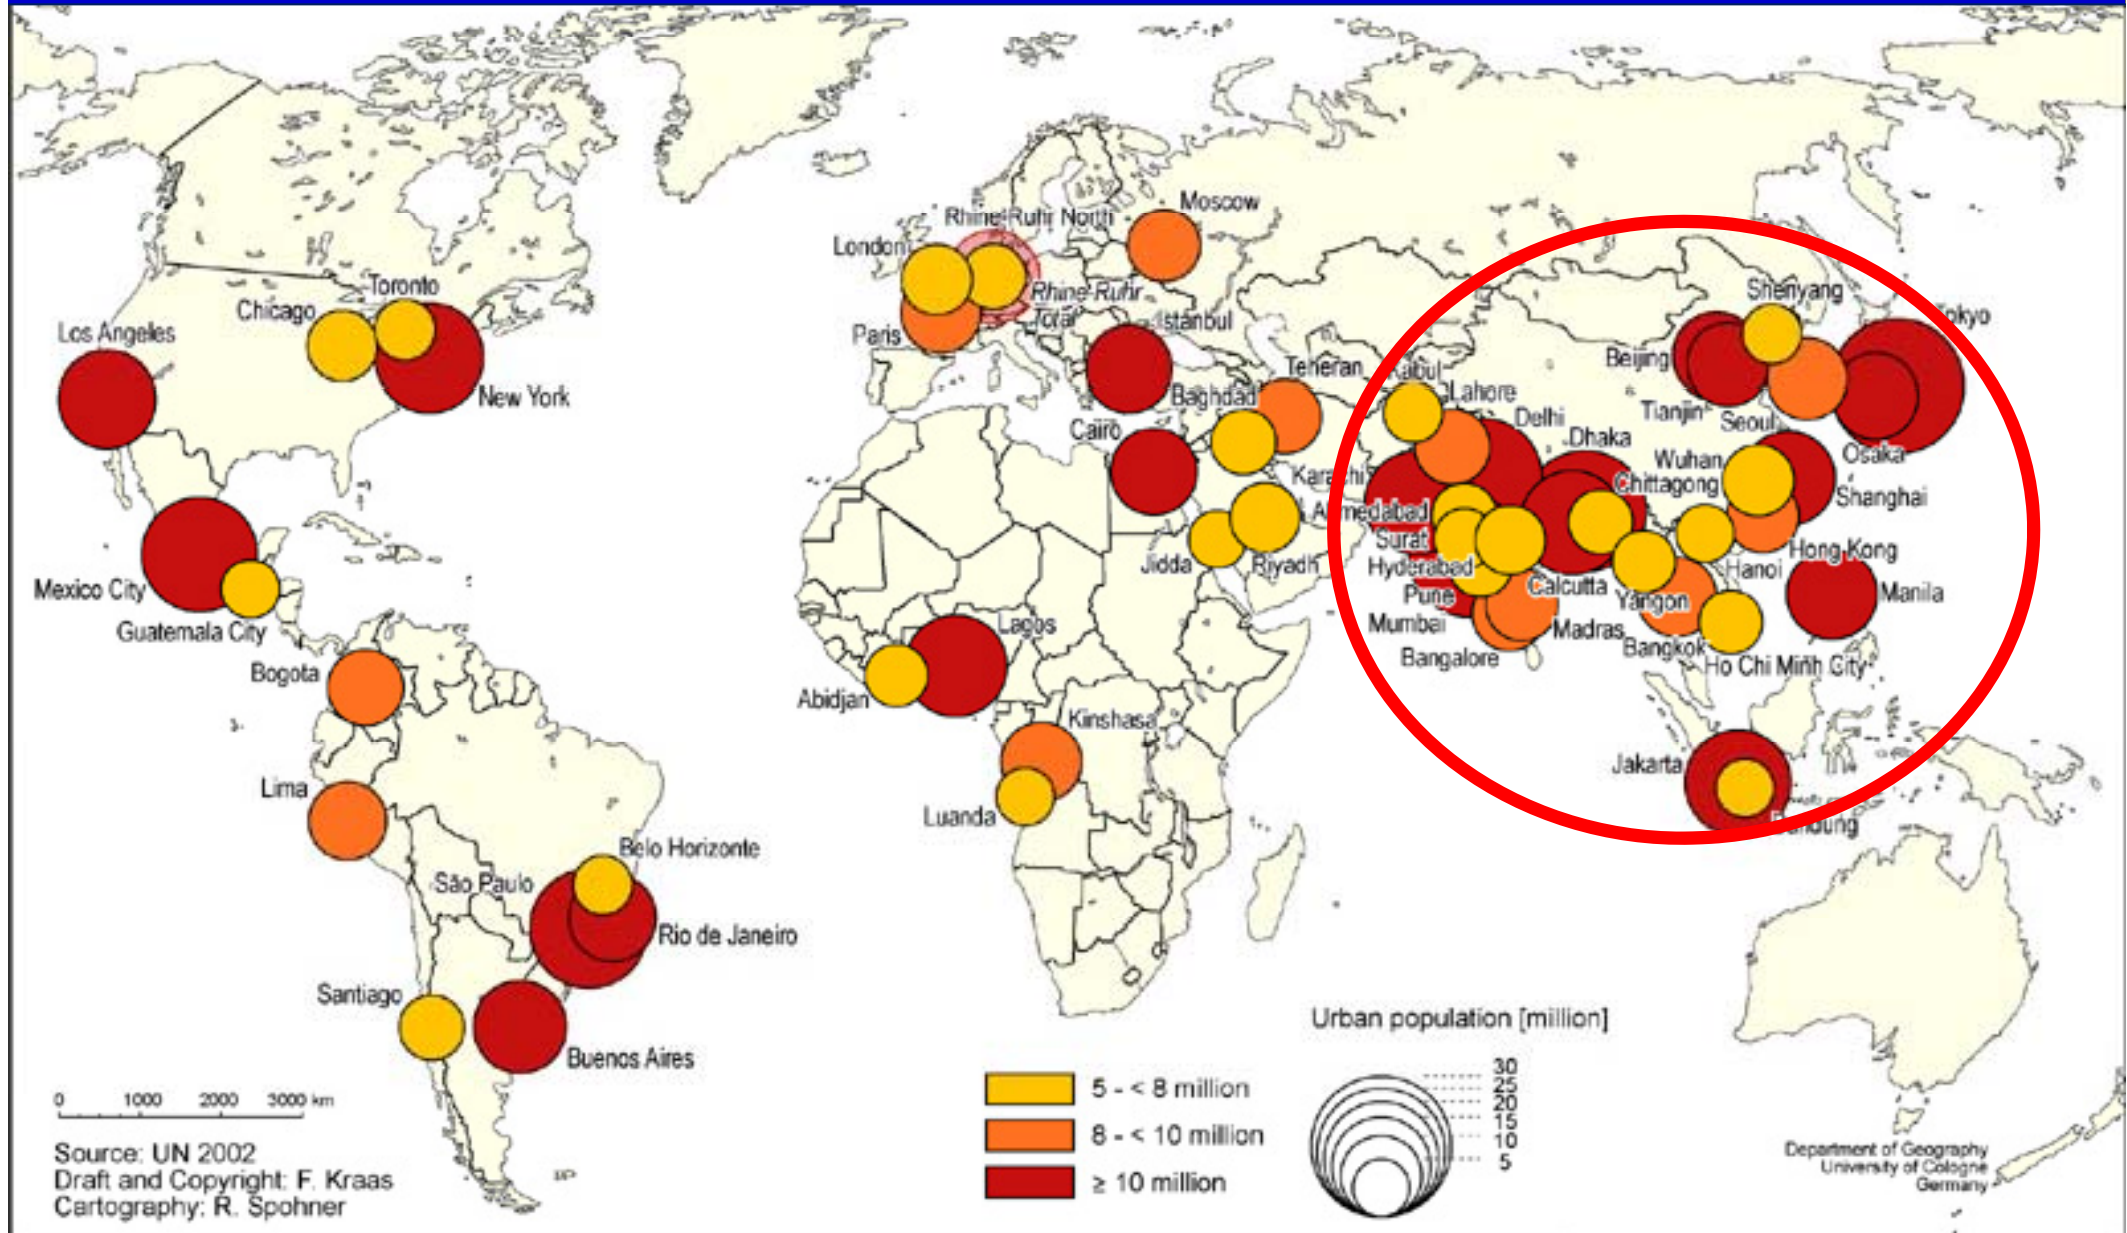 Moscow
Rhine-Ruhr North
London
Rhine-Ruhr
Total
Paris
Istanbul
Toronto
Chicago
Los Angeles
New York
Shenyang
Tokyo
Beijing
Teheran
Kabul
Baghdad
Lahore
Delhi
Tianjin
Seoul
Cairo
Dhaka
Osaka
Wuhan
Karachi
Chittagong
Shanghai
Ahmedabad
Surat
Hong Kong
Jidda
Riyadh
Hyderabad
Hanoi
Calcutta
Pune
Yangon
Manila
Mexico City
Guatemala City
Mumbai
Madras
Bangalore
Bangkok
Ho Chi Minh City
Lagos
Bogota
Abidjan
Kinshasa
Jakarta
Lima
Luanda
Bandung
Belo Horizonte
São Paulo
Rio de Janeiro
Santiago
Buenos Aires
Urban population [million]
5 - < 8 million
8 - < 10 million
≥ 10 million
30
25
20
15
10
5
0 1000 2000 3000 km
Source: UN 2002
Draft and Copyright: F. Kraas
Cartography: R. Spohner
Department of Geography
University of Cologne
Germany